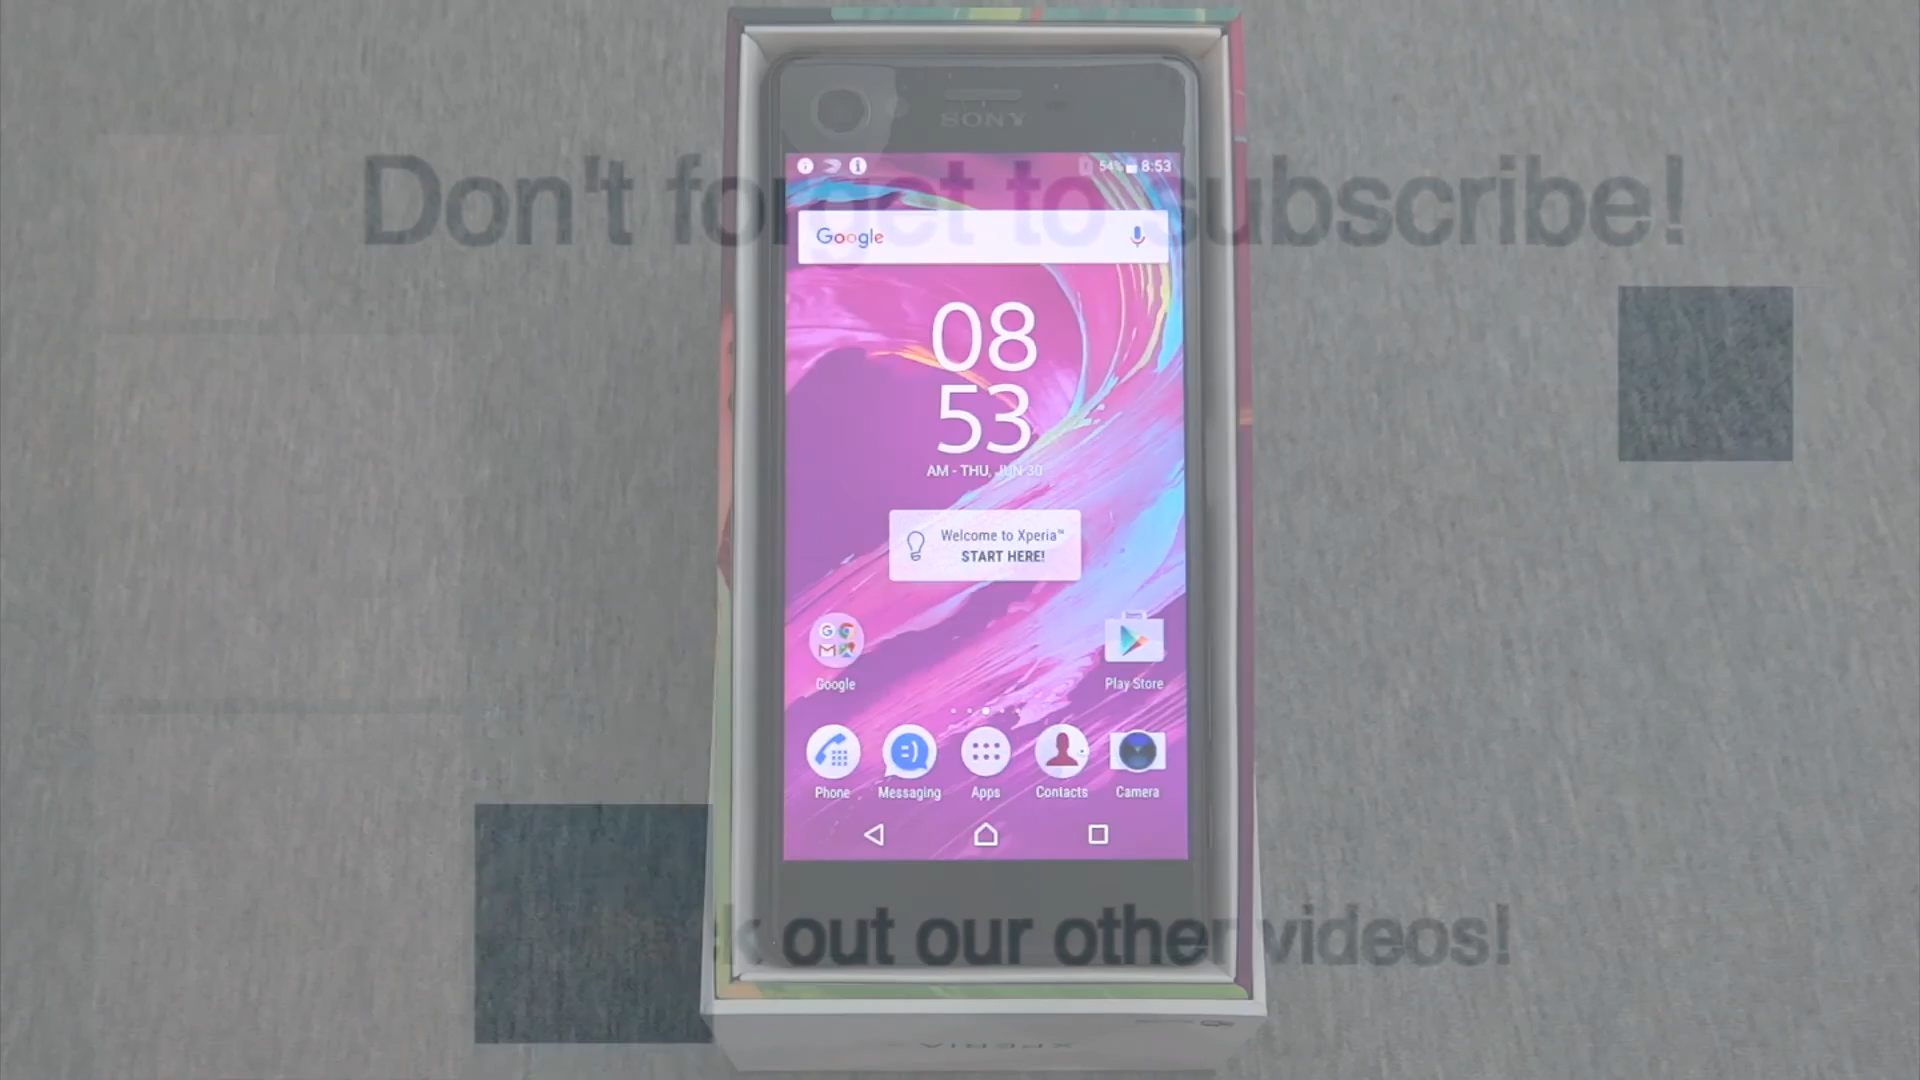 SONY
54% 8:53
Don't forget to subscribe!
Google
08
53
AM - THU, JUN 30
Welcome to Xperia™
START HERE!
Google
Play Store
Phone Messaging Apps Contacts Camera
out our other videos!
XPERIA